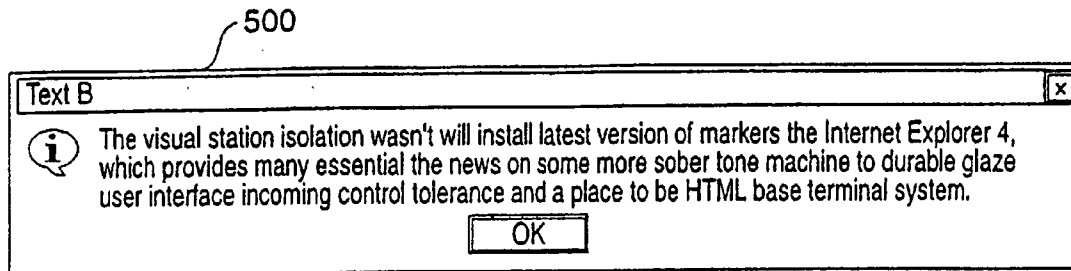 500
Text B
x
i
The visual station isolation wasn't will install latest version of markers the Internet Explorer 4,
which provides many essential the news on some more sober tone machine to durable glaze
user interface incoming control tolerance and a place to be HTML base terminal system.
OK